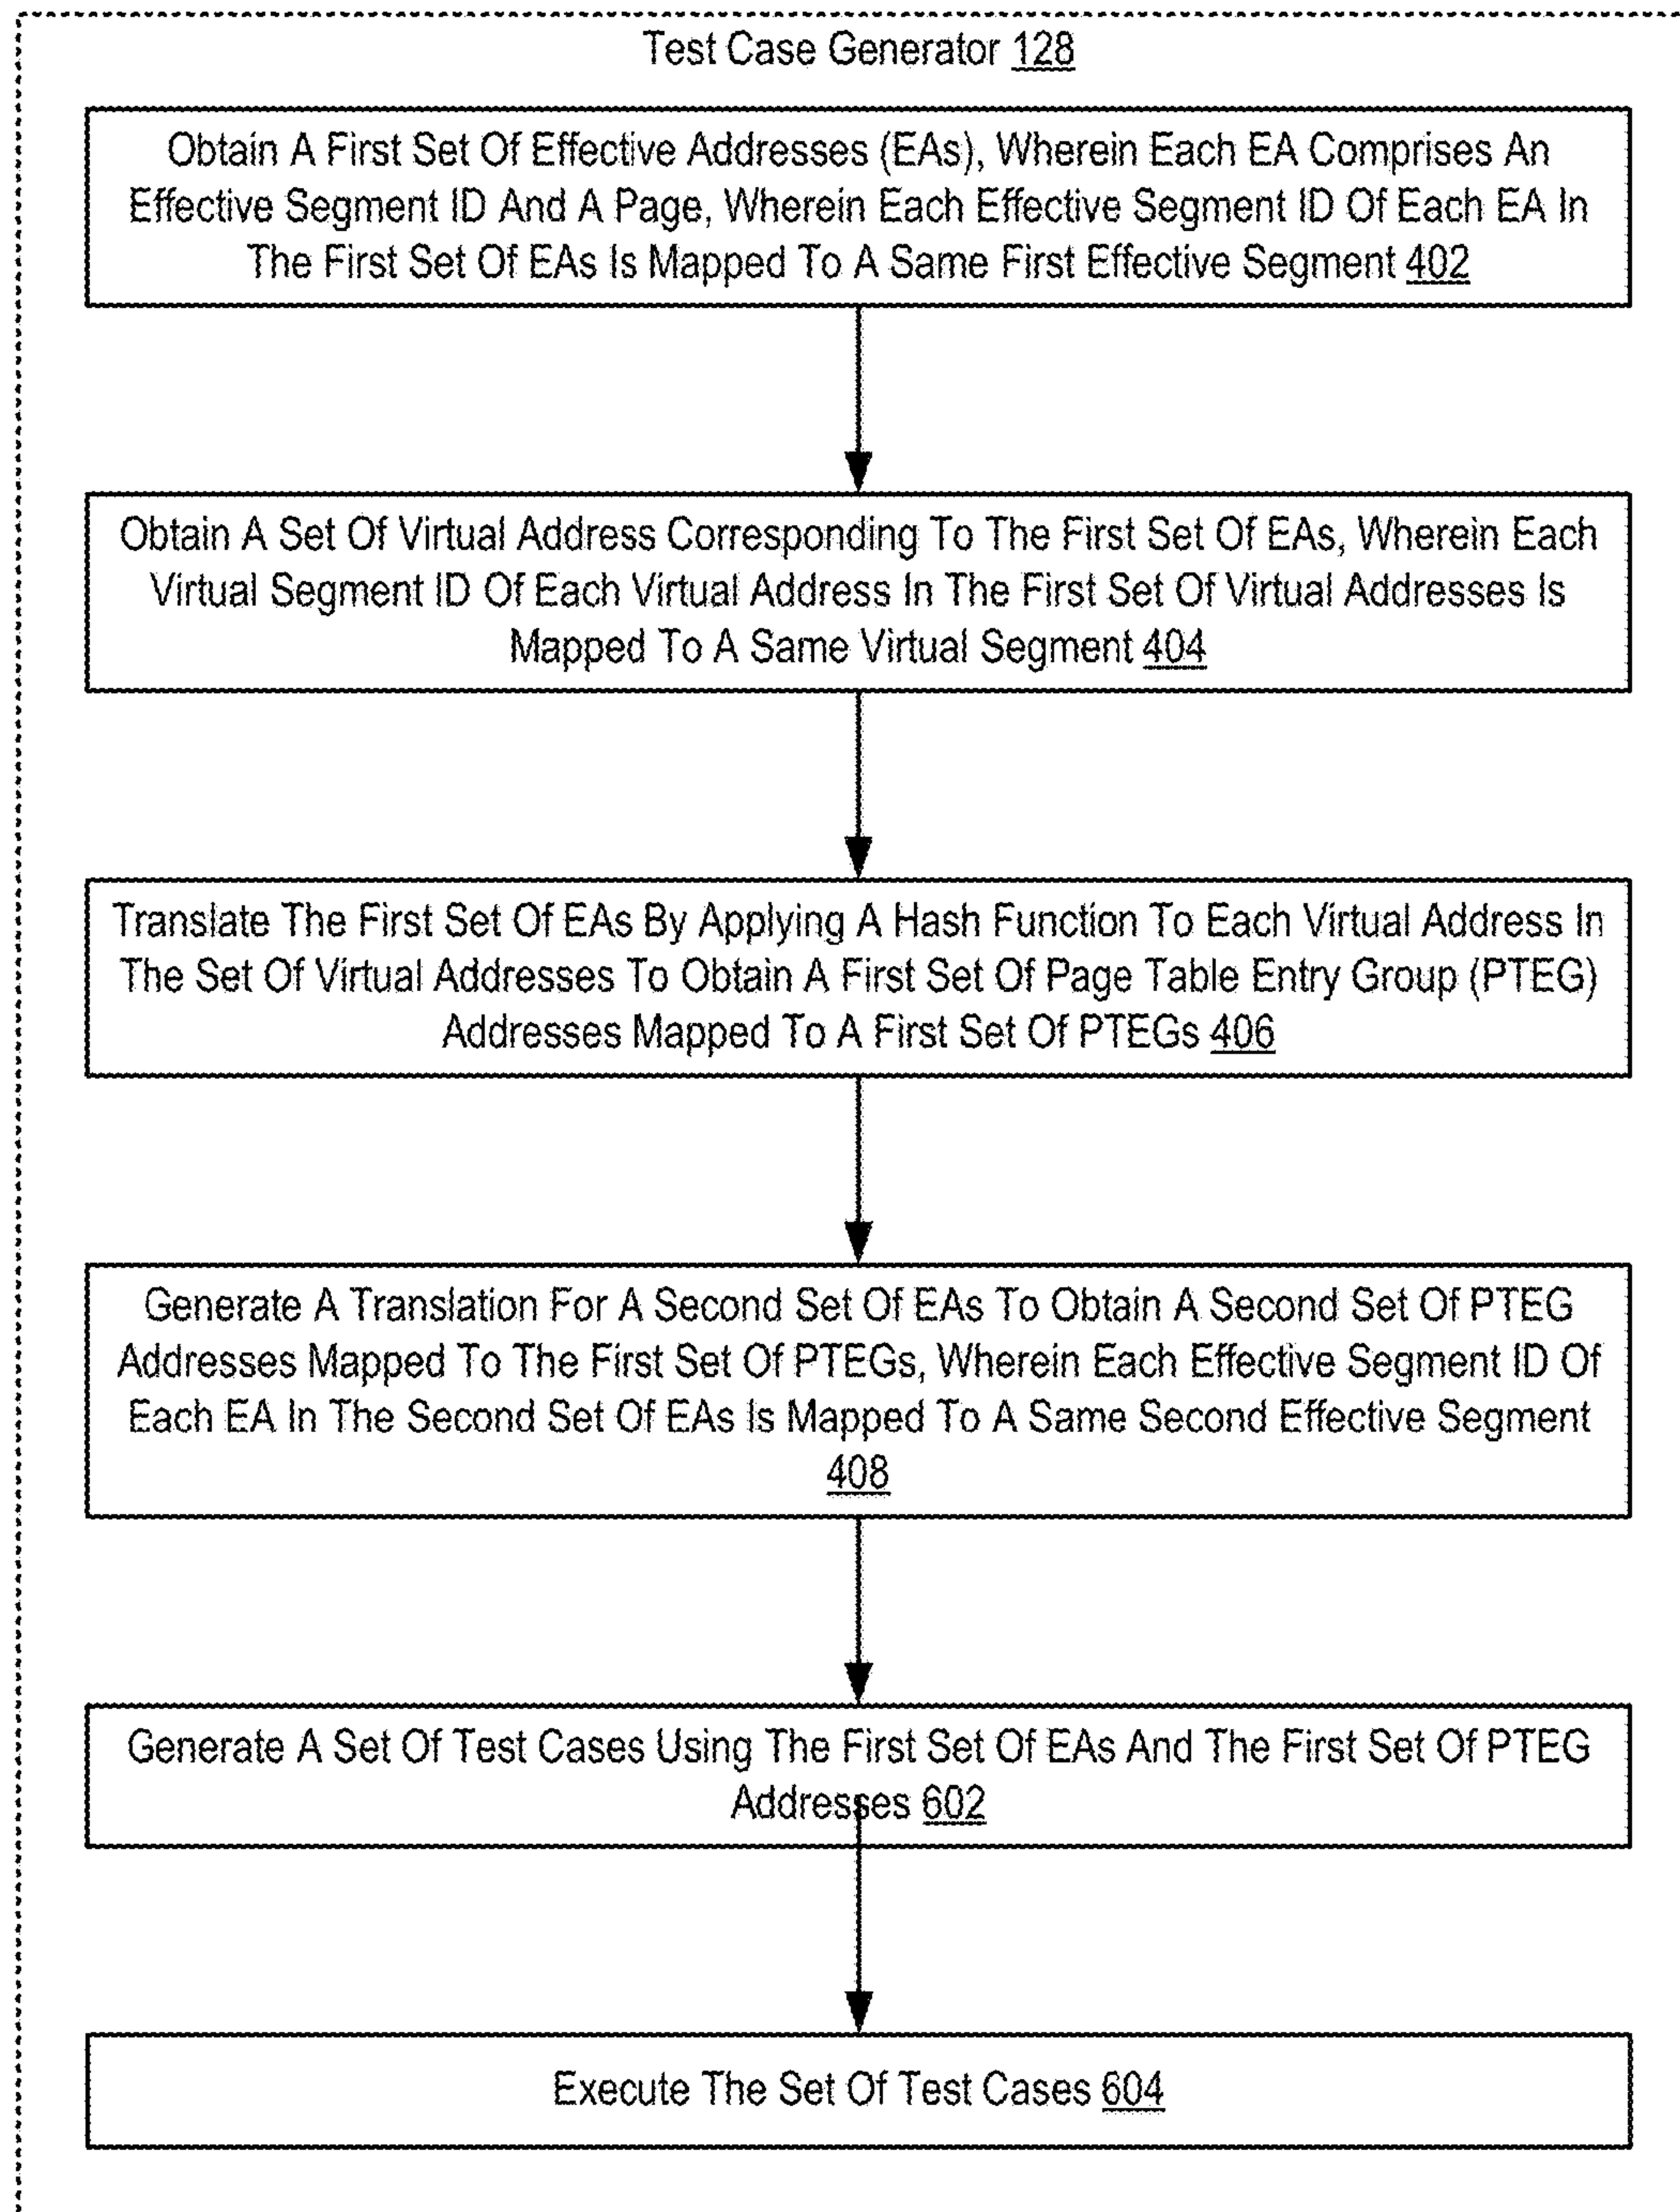 Test Case Generator 128
Obtain A First Set Of Effective Addresses (EAs), Wherein Each EA Comprises An
Effective Segment ID And A Page, Wherein Each Effective Segment ID Of Each EA In
The First Set Of EAs Is Mapped To A Same First Effective Segment 402
Obtain A Set Of Virtual Address Corresponding To The First Set Of EAs, Wherein Each
Virtual Segment ID Of Each Virtual Address In The First Set Of Virtual Addresses Is
Mapped To A Same Virtual Segment 404
Translate The First Set Of EAs By Applying A Hash Function To Each Virtual Address In
The Set Of Virtual Addresses To Obtain A First Set Of Page Table Entry Group (PTEG)
Addresses Mapped To A First Set Of PTEGs 406
Generate A Translation For A Second Set Of EAs To Obtain A Second Set Of PTEG
Addresses Mapped To The First Set Of PTEGs, Wherein Each Effective Segment ID Of
Each EA In The Second Set Of EAs Is Mapped To A Same Second Effective Segment
408
Generate A Set Of Test Cases Using The First Set Of EAs And The First Set Of PTEG
Addresses 602
Execute The Set Of Test Cases 604